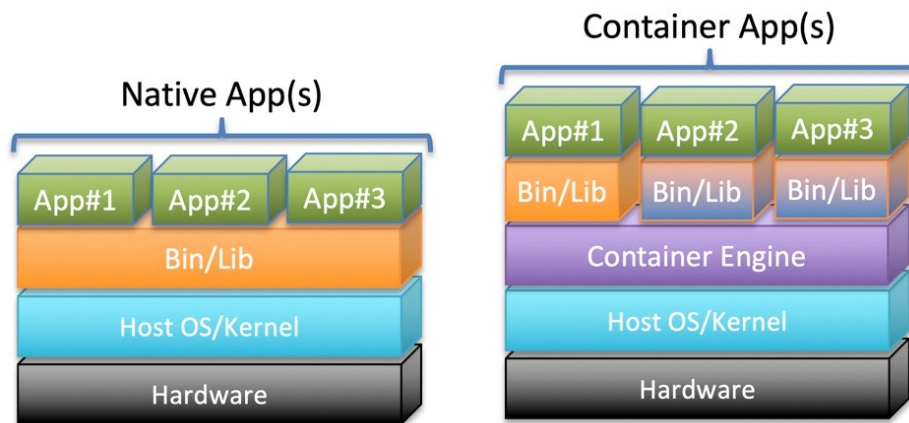 Native App(s)
App#1
App#2
App#3
Bin/Lib
Host OS/Kernel
Hardware
Container App(s)
App#1
App#2
App#3
Bin/Lib
Bin/Lib
Bin/Lib
Container Engine
Host OS/Kernel
Hardware